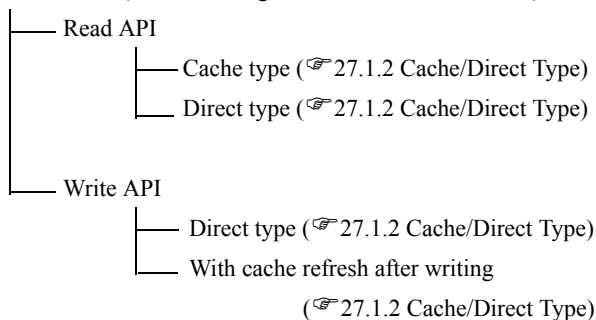 Read API
Cache type (☞27.1.2 Cache/Direct Type)
Direct type (☞27.1.2 Cache/Direct Type)
Write API
Direct type (☞27.1.2 Cache/Direct Type)
With cache refresh after writing
(☞27.1.2 Cache/Direct Type)